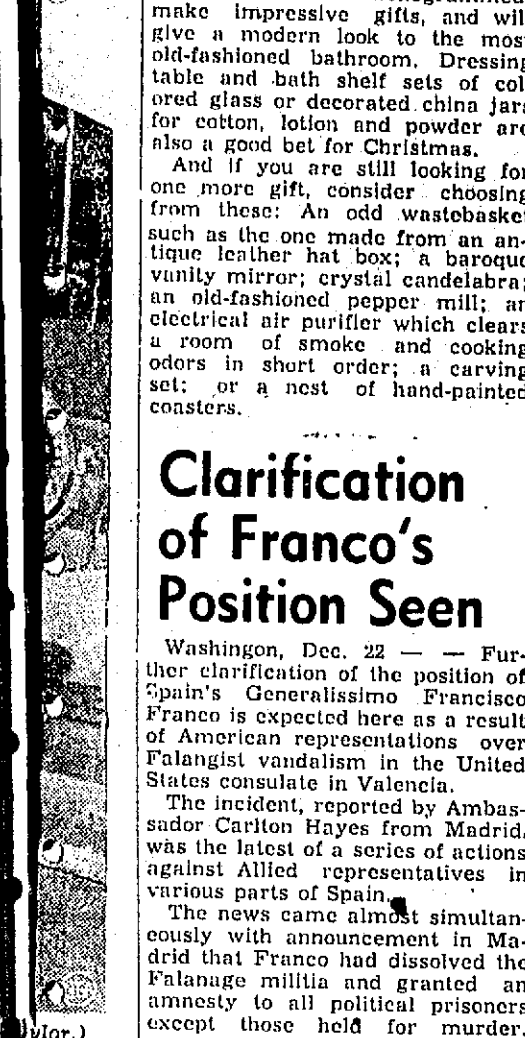 make impressive gifts, and wil
give a modern look to the mos
old-fashioned bathroom. Dressing
table and bath shelf sets of col
ored glass or decorated china jars
for cotton, lotion and powder are
also a good bet for Christmas.
And if you are still looking for
one more gift, consider choosing
from these: An odd wastebasket
such as the one made from an an-
tique leather hat box; a baroque
vanity mirror; crystal candelabra;
an old-fashioned pepper mill; an
electrical air purifier which clears
a room of smoke and cooking
odors in short order; a carving
set; or a nest of hand-painted
coasters.
Clarification
of Franco's
Position Seen
Washingon, Dec. 22 — — Fur-
ther clarification of the position of
Spain's Generalissimo Francisco
Franco is expected here as a result
of American representations over
Falangist vandalism in the United
States consulate in Valencia.
The incident, reported by Ambas-
sador Carlton Hayes from Madrid,
was the latest of a series of actions
against Allied representatives in
various parts of Spain.
The news came almost simultan-
eously with announcement in Ma-
drid that Franco had dissolved the
Falanage militia and granted an
amnesty to all political prisoners
except those held for murder,
ylor.)